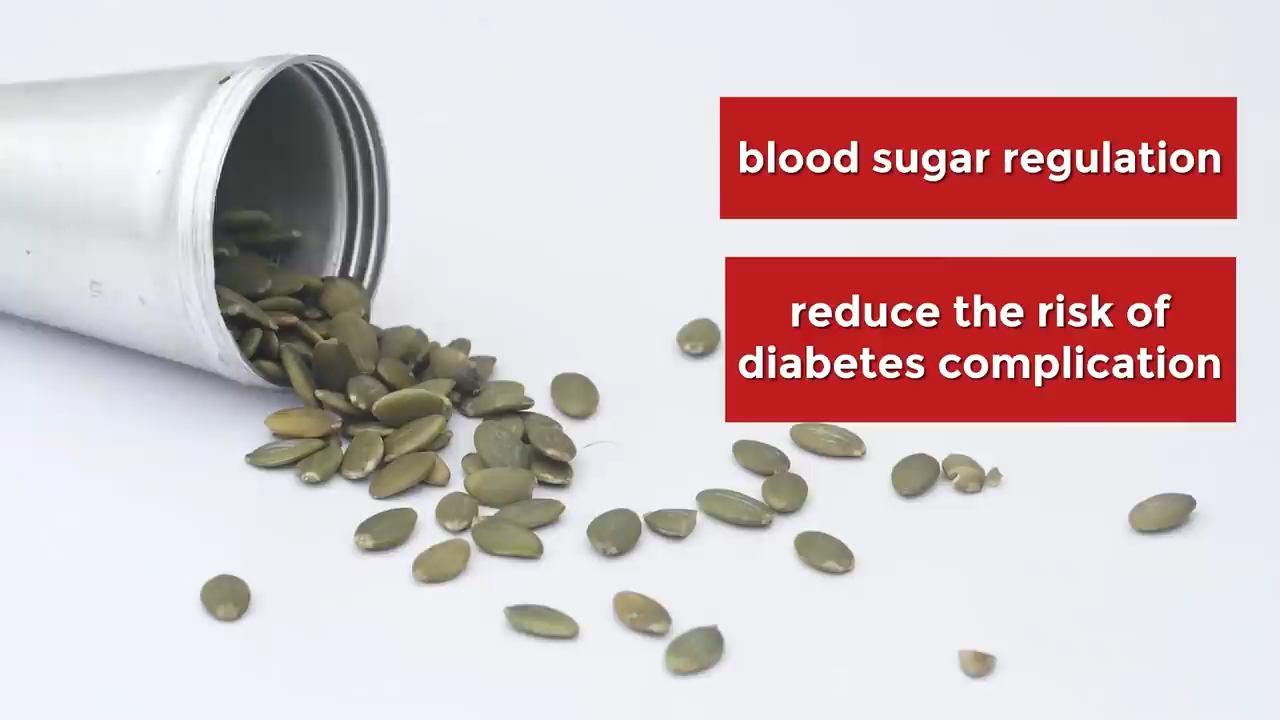 blood sugar regulation
reduce the risk of
diabetes complication